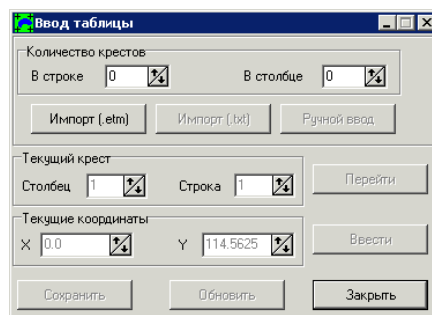 Ввод таблицы
Количество крестов
В строке 0 В столбце 0
Импорт (.etm) Импорт (.txt) Ручной ввод
Текущий крест
Столбец 1 Строка 1 Перейти
Текущие координаты
X 0.0 Y 114.5625 Ввести
Сохранить Обновить Закрыть